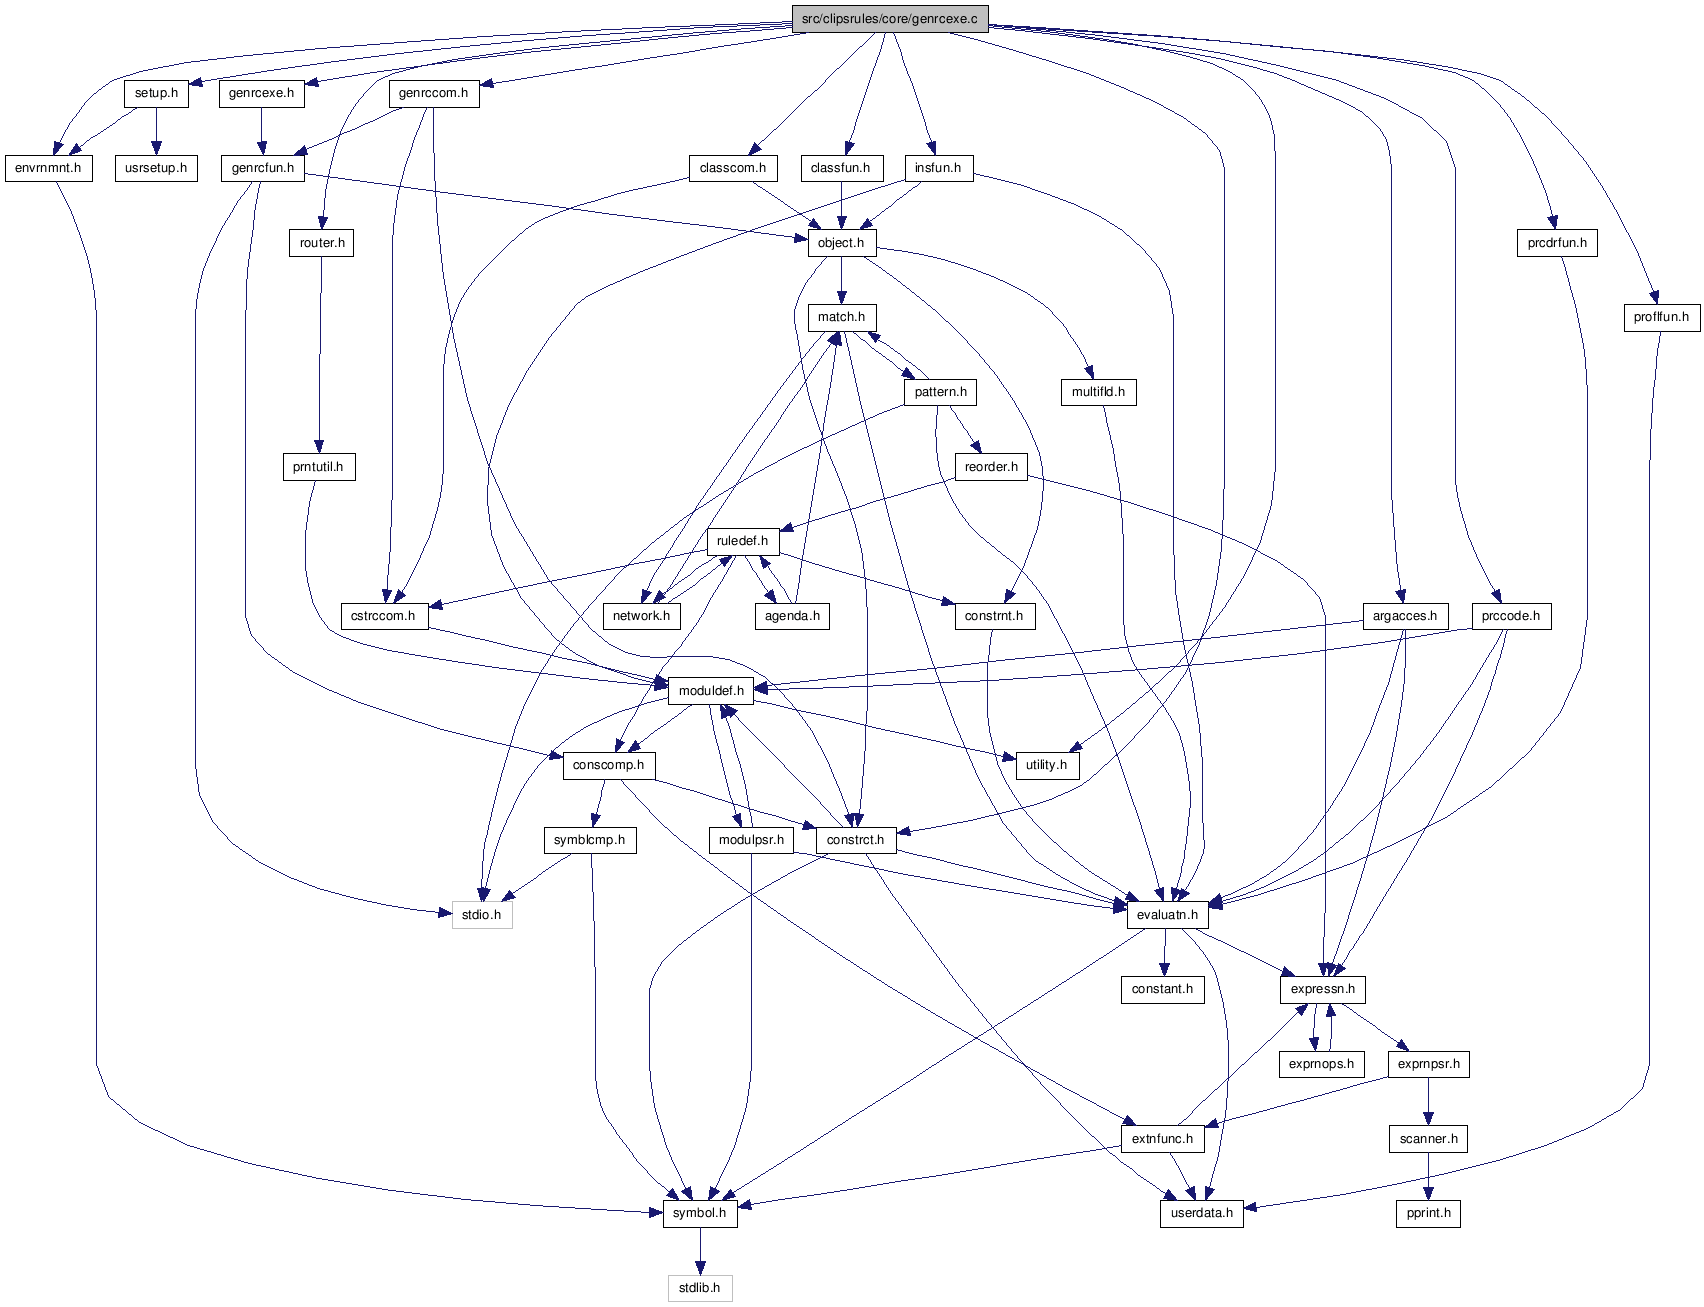 src/clipsrules/core/genrcexe.c
setup.h
genrcexe.h
genrccom.h
envrnmnt.h
usrsetup.h
genrcfun.h
classcom.h
classfun.h
insfun.h
router.h
object.h
prcdrfun.h
match.h
proflfun.h
pattern.h
multifld.h
prntutil.h
reorder.h
ruledef.h
cstrccom.h
network.h
agenda.h
constrnt.h
argacces.h
prccode.h
moduldef.h
conscomp.h
utility.h
symblcmp.h
modulpsr.h
constrct.h
stdio.h
evaluatn.h
constant.h
expressn.h
exprnops.h
exprnpsr.h
extnfunc.h
scanner.h
symbol.h
userdata.h
pprint.h
stdlib.h